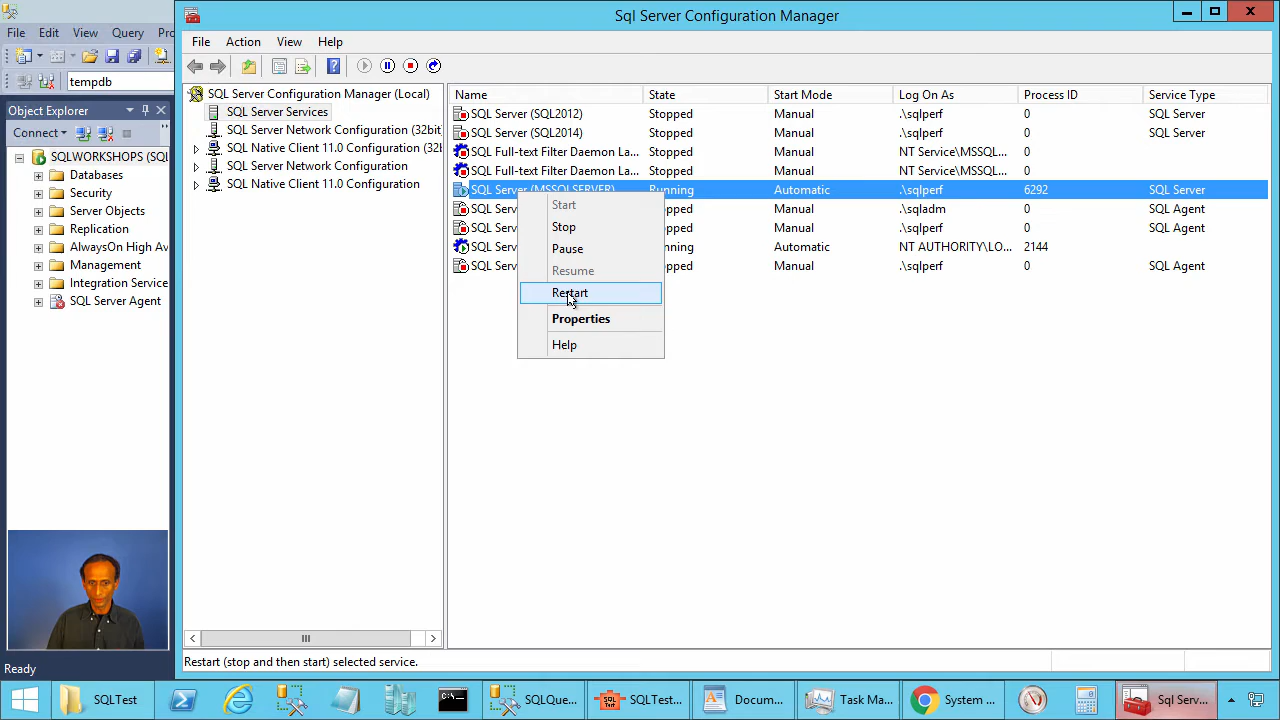 Sql Server Configuration Manager
File Edit View Query
tempdb
Object Explorer
Connect
SQLWORKSHOPS (SQL
Databases
Security
Server Objects
Replication
AlwaysOn High Av
Management
Integration Service
SQL Server Agent
Ready
File Action View Help
SQL Server Configuration Manager (Local)
SQL Server Services
SQL Server Network Configuration (32bit
SQL Native Client 11.0 Configuration (32
SQL Server Network Configuration
SQL Native Client 11.0 Configuration
Name State Start Mode Log On As Process ID Service Type
SQL Server (SQL2012) Stopped Manual .\sqlperf 0 SQL Server
SQL Server (SQL2014) Stopped Manual .\sqlperf 0 SQL Server
SQL Full-text Filter Daemon La... Stopped Manual NT Service\MSSQL... 0
SQL Full-text Filter Daemon La... Stopped Manual NT Service\MSSQL... 0
SQL Server (MSSQLSERVER) Running Automatic .\sqlperf 6292 SQL Server
SQL Serv pped Manual .\sqladm 0 SQL Agent
SQL Serv pped Manual .\sqlperf 0 SQL Agent
SQL Serv nning Automatic NT AUTHORITY\LO... 2144
SQL Serv pped Manual .\sqlperf 0 SQL Agent
Start
Stop
Pause
Resume
Restart
Properties
Help
Restart (stop and then start) selected service.
SQLTest SQLQue... SQLTest... Docum... Task Ma... System ... Sql Serv...